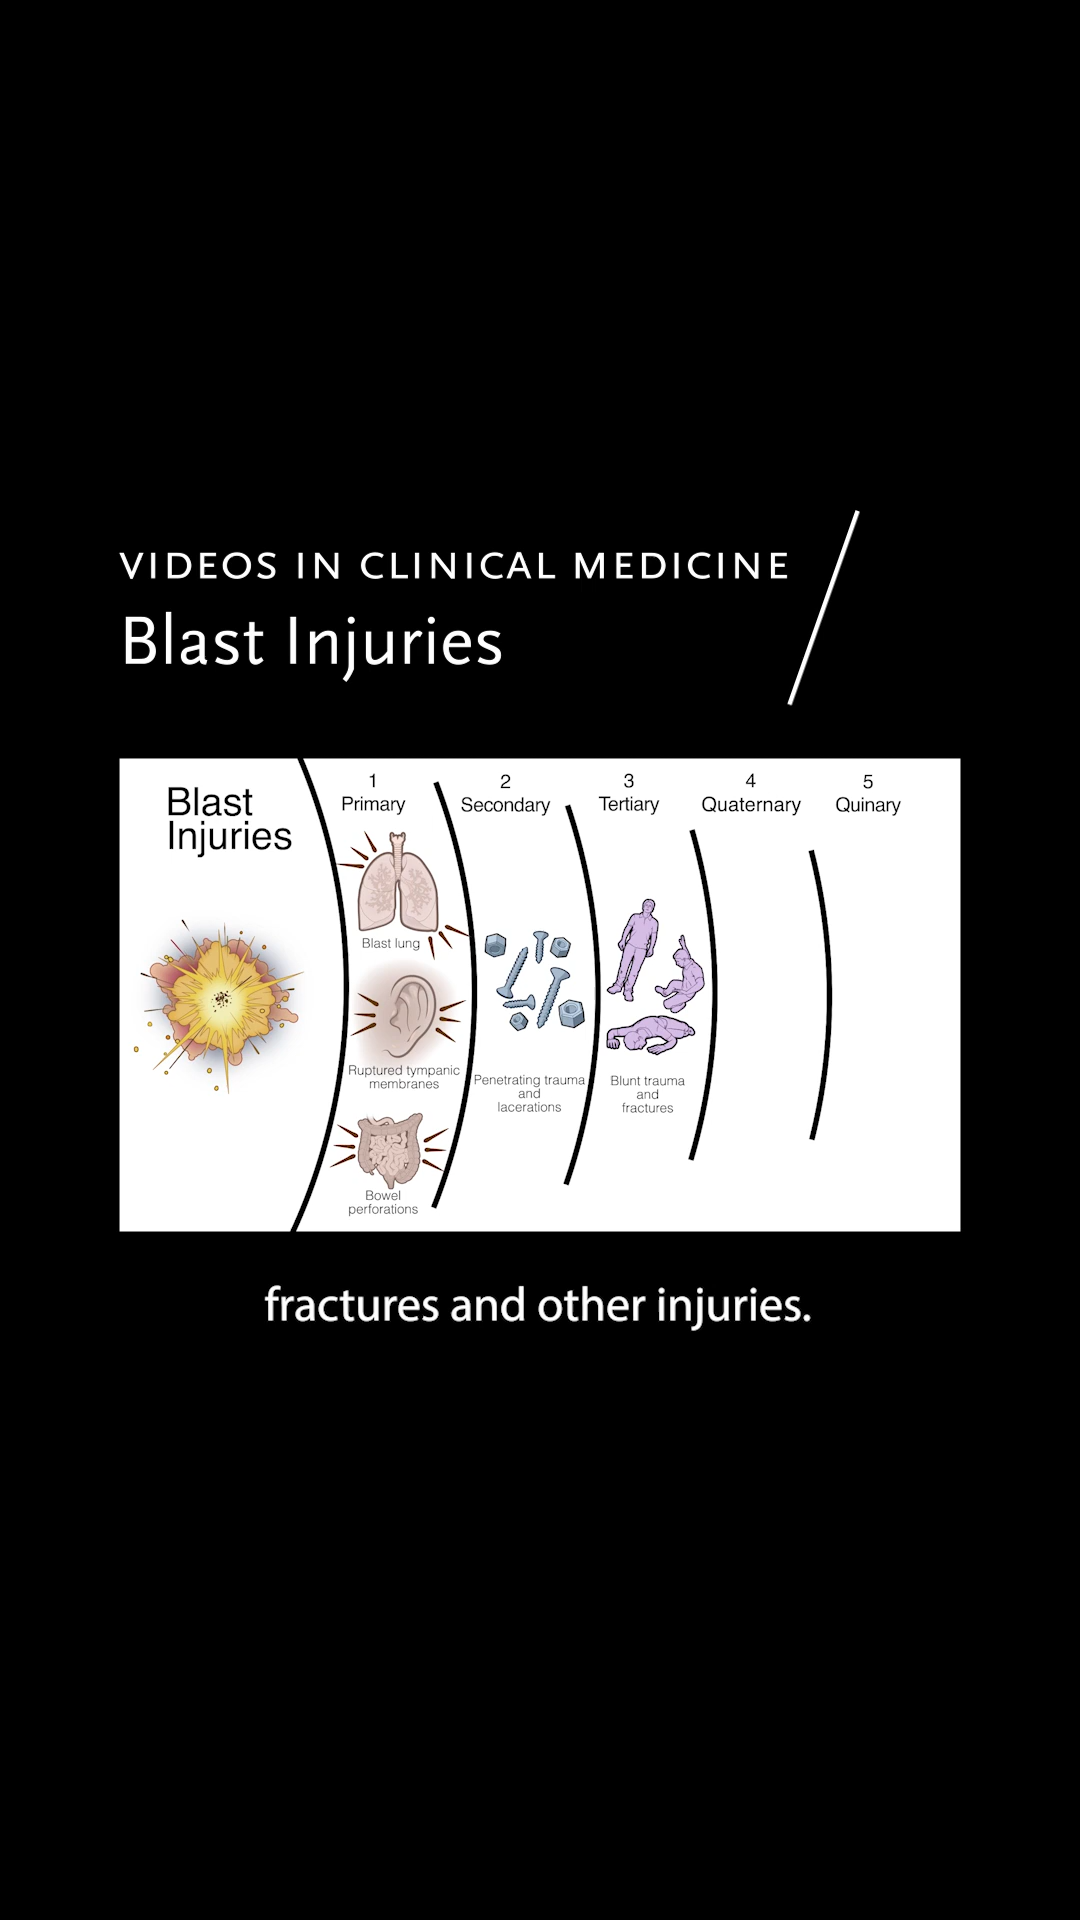 VIDEOS IN CLINICAL MEDICINE
Blast Injuries
Blast
Injuries
1
Primary
Blast lung
Ruptured tympanic
membranes
Bowel
perforations
2
Secondary
Penetrating trauma
and
lacerations
3
Tertiary
Blunt trauma
and
fractures
4
Quaternary
5
Quinary
fractures and other injuries.